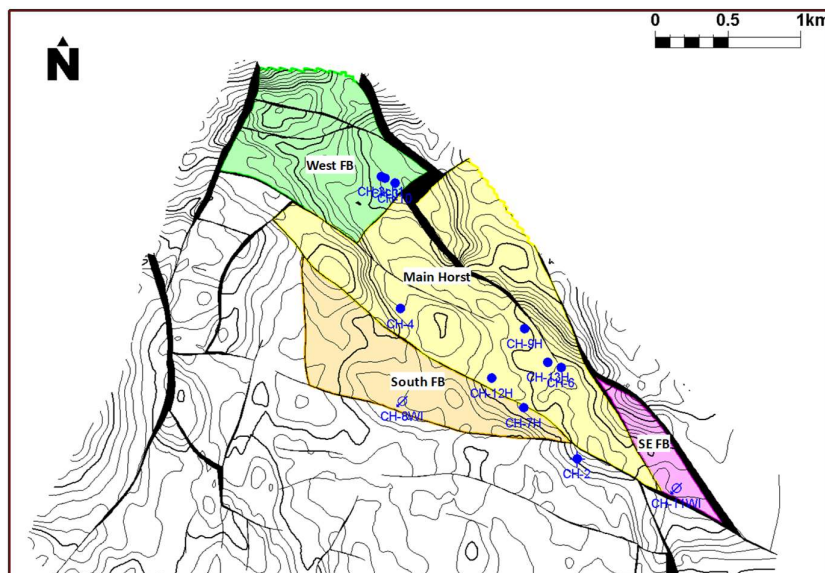 0 0.5 1km
N
West FB
Main Horst
CH-4
CH-9H
CH-13H
CH-6
South FB
CH-12H
CH-8WI
CH-7H
SE FB
CH-2
CH-11WI